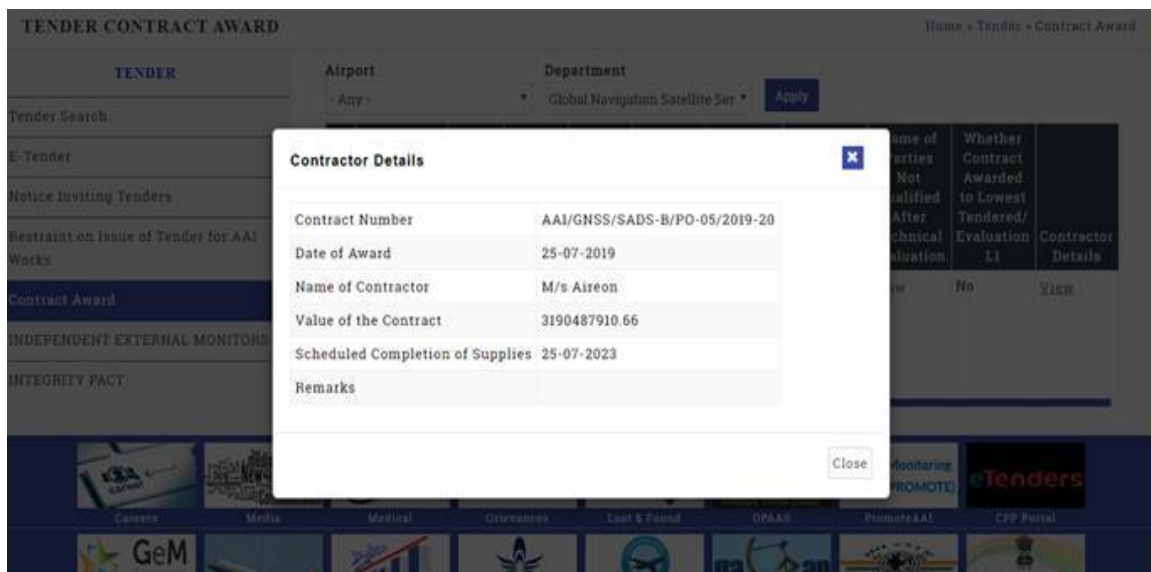 TENDER CONTRACT AWARD
Home » Tender » Contract Award
TENDER
Tender Search
E-Tender
Notice Inviting Tenders
Restraint on Issue of Tender for AAI
Works
Contract Award
INDEPENDENT EXTERNAL MONITORS
INTEGRITY PACT
Airport
- Any -
Department
Global Navigation Satellite Ser
Apply
Not
After
Whether
Contract
Awarded
to Lowest
Tendered/
Evaluation
L1
Contractor
Details
No
View
Contractor Details
Contract Number AAI/GNSS/SADS-B/PO-05/2019-20
Date of Award 25-07-2019
Name of Contractor M/s Aireon
Value of the Contract 3190487910.66
Scheduled Completion of Supplies 25-07-2023
Remarks
Close
Monitoring
eTenders
Careers
Media
Medical
Grievances
Lost & Found
OPAAS
PromoteAAI
CPP Portal
GeM